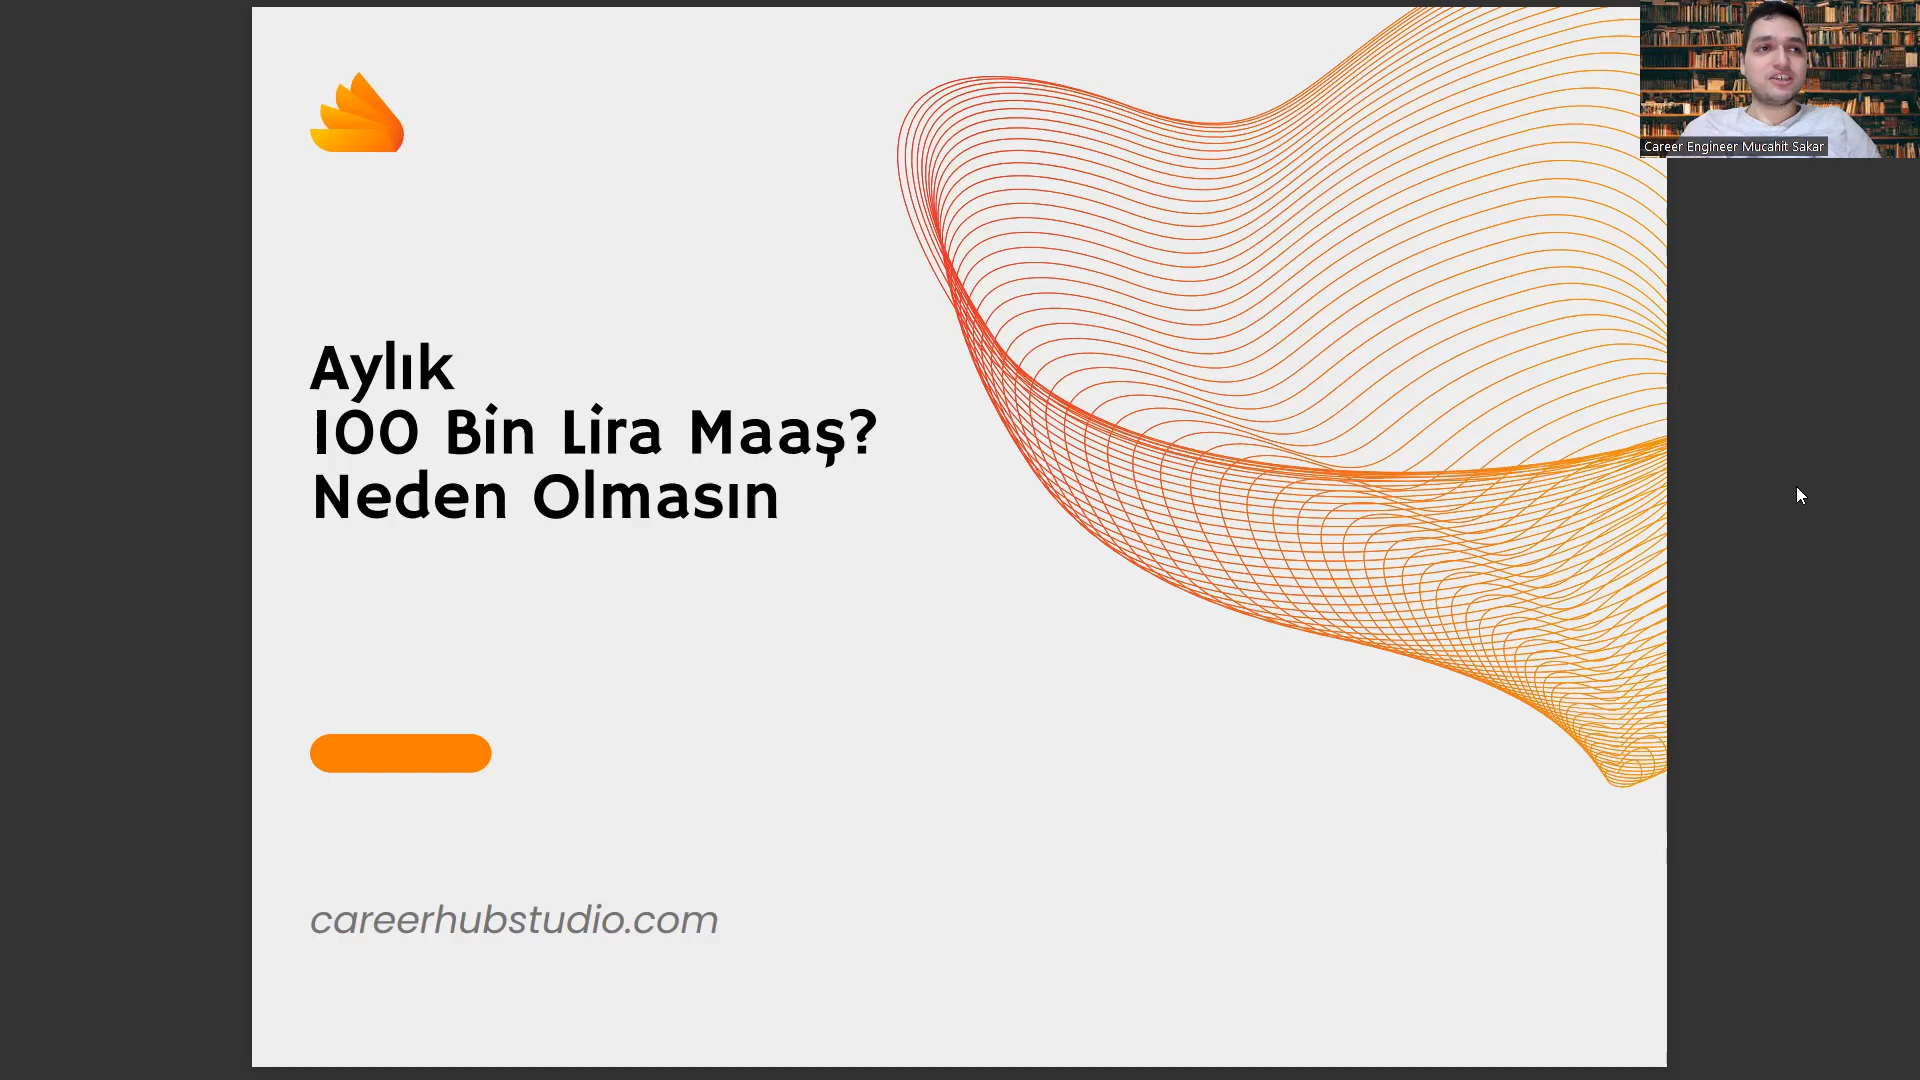 Aylık
100 Bin Lira Maaş?
Neden Olmasın
careerhubstudio.com
Career Engineer Mucahit Sakar